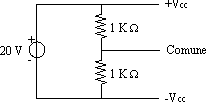 +Vcc
+
1 K Ω
20 V
Comune
-
1 K Ω
-Vcc